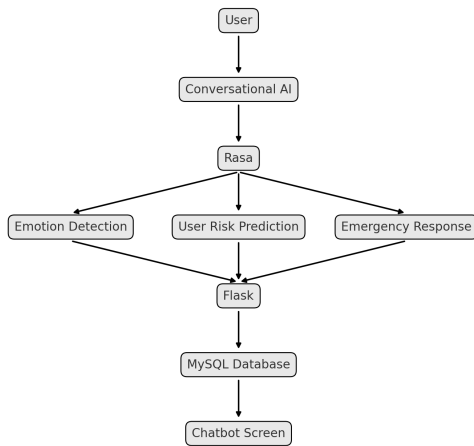 User
Conversational AI
Rasa
Emotion Detection
User Risk Prediction
Emergency Response
Flask
MySQL Database
Chatbot Screen